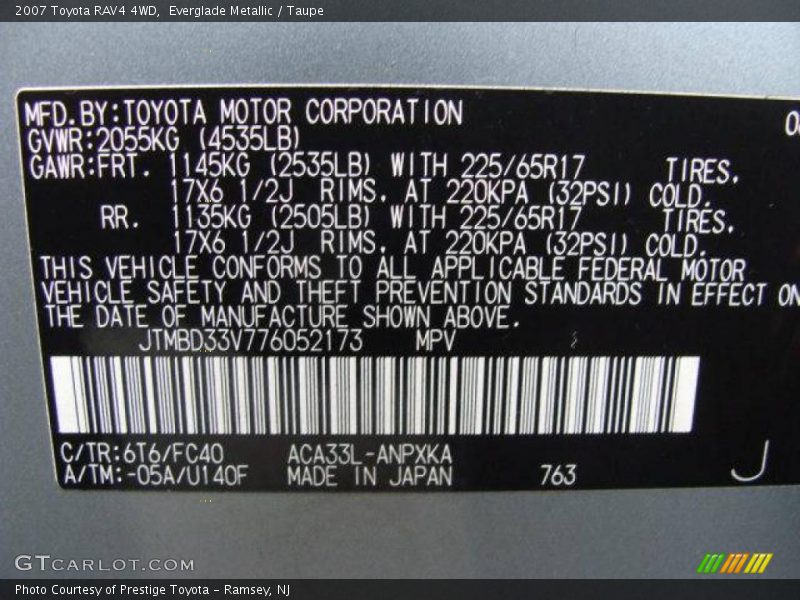 2007 Toyota RAV4 4WD,  Everglade Metallic / Taupe
MFD.BY:TOYOTA MOTOR CORPORATION
GVWR:2055KG (4535LB)
GAWR:FRT. 1145KG (2535LB) WITH 225/65R17 TIRES.
17X6 1/2J RIMS. AT 220KPA (32PSI) COLD.
RR. 1135KG (2505LB) WITH 225/65R17 TIRES.
17X6 1/2J RIMS. AT 220KPA (32PSI) COLD.
THIS VEHICLE CONFORMS TO ALL APPLICABLE FEDERAL MOTOR
VEHICLE SAFETY AND THEFT PREVENTION STANDARDS IN EFFECT ON
THE DATE OF MANUFACTURE SHOWN ABOVE.
JTMBD33V776052173 MPV
C/TR:6T6/FC40 ACA33L-ANPXKA
A/TM:-05A/U140F MADE IN JAPAN 763 J
GTCARLOT.COM
Photo Courtesy of Prestige Toyota - Ramsey, NJ